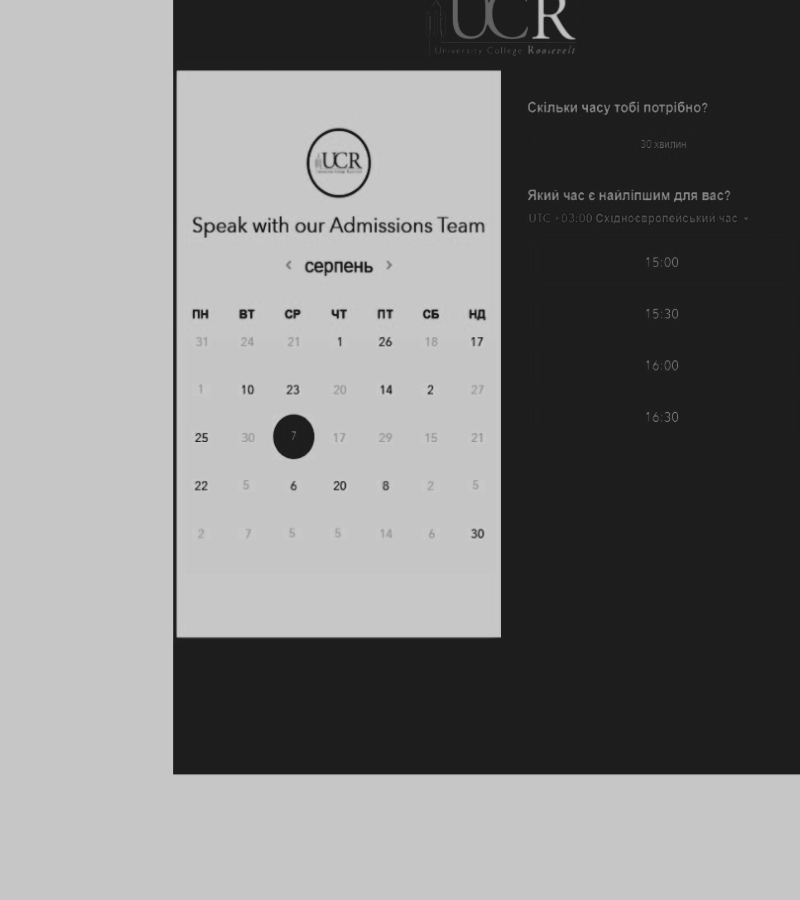 UCR
University College Roosevelt
UCR
Speak with our Admissions Team
< серпень >
ПН ВТ СР ЧТ ПТ СБ НД
31 24 21 1 26 18 17
1 10 23 20 14 2 27
25 30 7 17 29 15 21
22 5 6 20 8 2 5
2 7 5 5 14 6 30
Скільки часу тобі потрібно?
30 хвилин
Який час є найліпшим для вас?
UTC +03:00 Східноєвропейський час
15:00
15:30
16:00
16:30